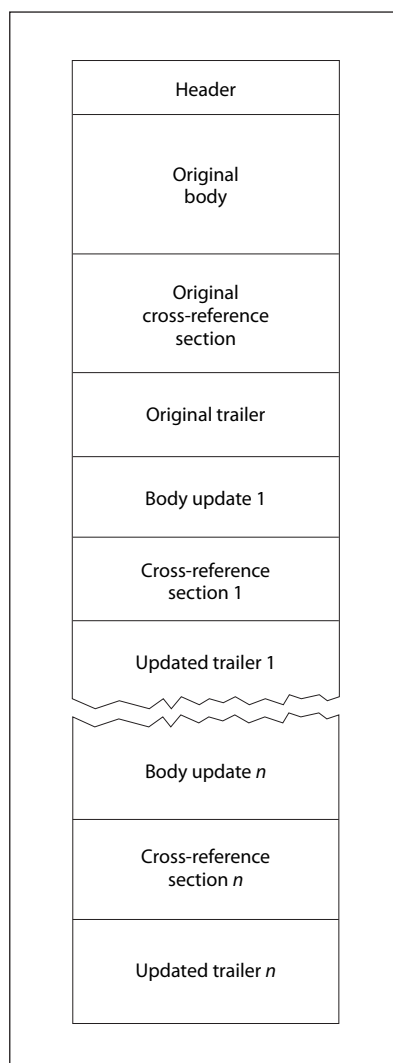 Header
Original
body
Original
cross-reference
section
Original trailer
Body update 1
Cross-reference
section 1
Updated trailer 1
Body update n
Cross-reference
section n
Updated trailer n